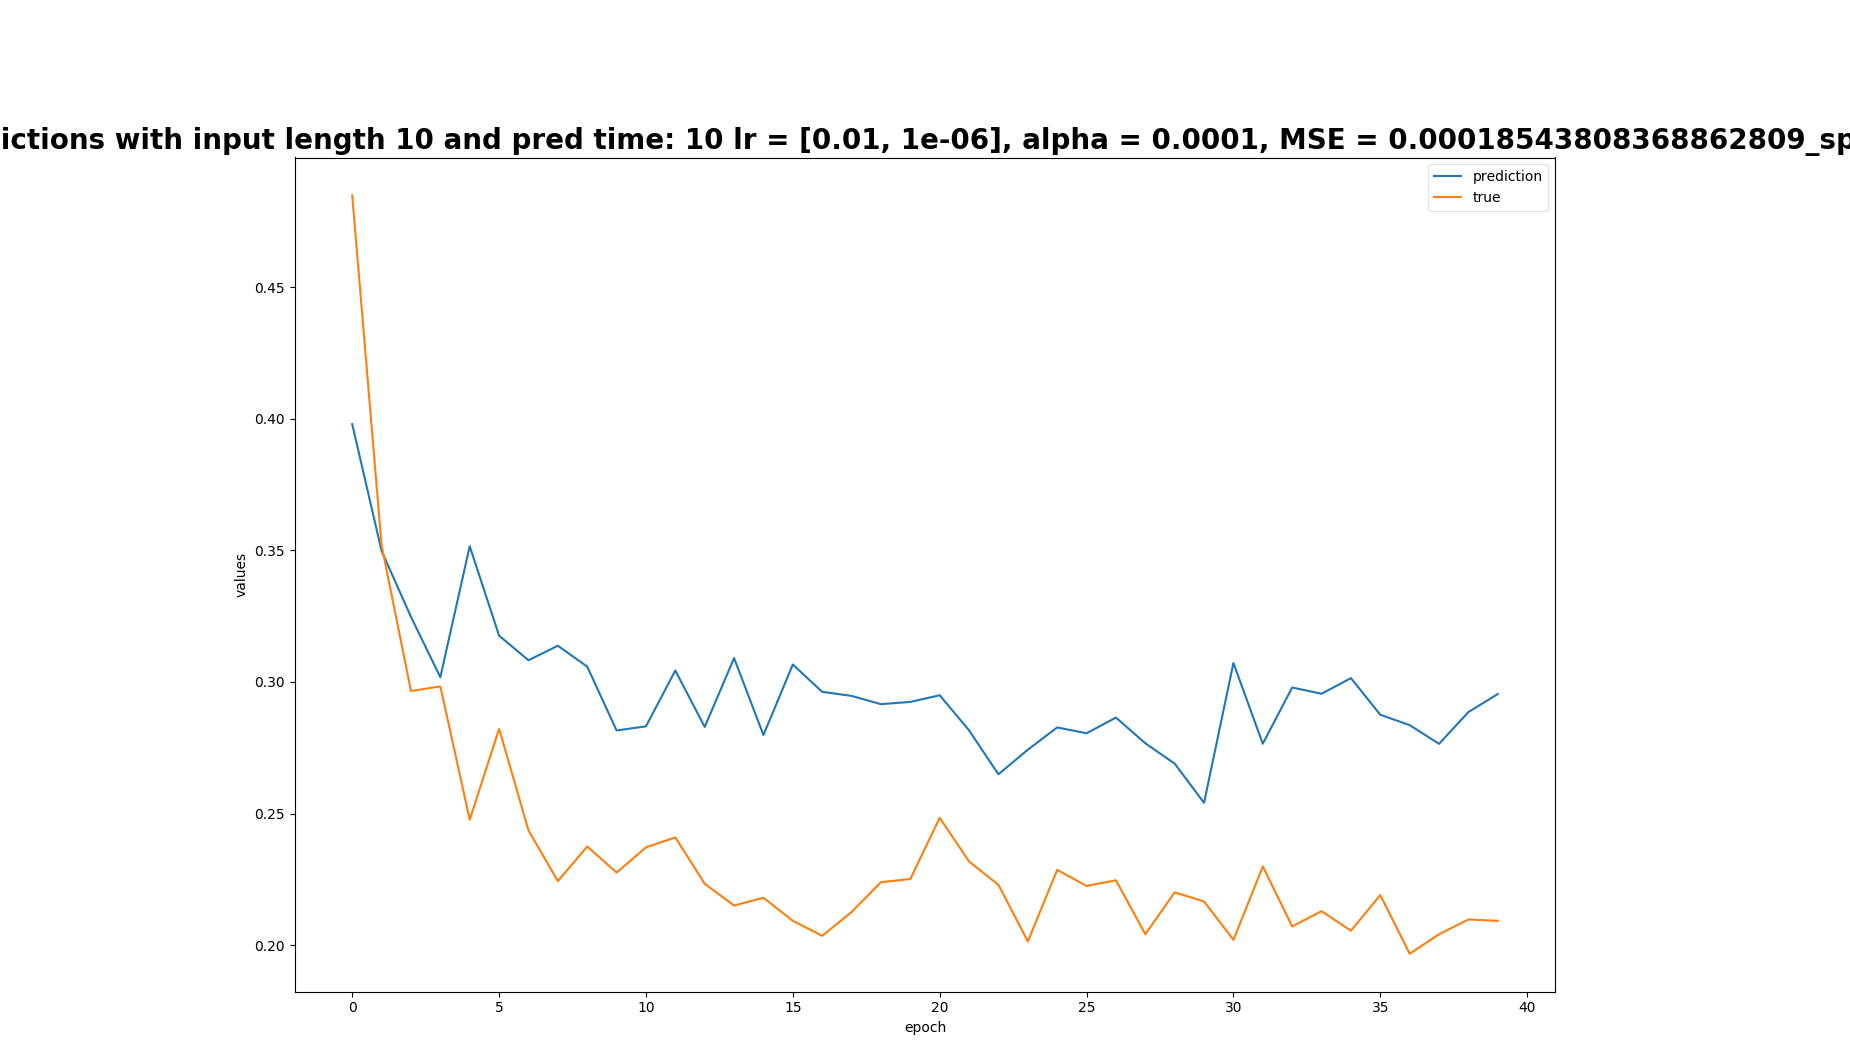 ictions with input length 10 and pred time: 10 lr = [0.01, 1e-06], alpha = 0.0001, MSE = 0.00018543808368862809_sp
prediction
true
0.45
0.40
0.35
0.30
0.25
0.20
values
0 5 10 15 20 25 30 35 40
epoch